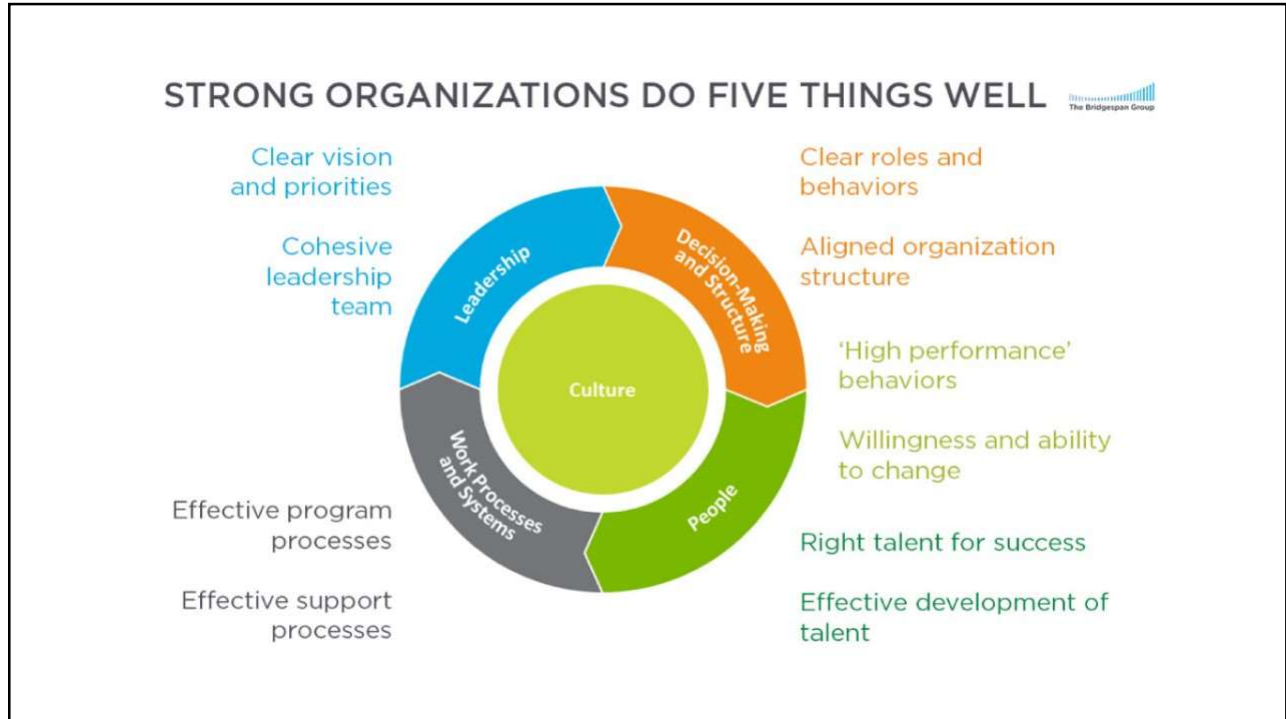 STRONG ORGANIZATIONS DO FIVE THINGS WELL
The Bridgespan Group
Clear vision
and priorities
Cohesive
leadership
team
Clear roles and
behaviors
Aligned organization
structure
‘High performance’
behaviors
Willingness and ability
to change
Right talent for success
Effective development of
talent
Effective program
processes
Effective support
processes
Leadership
Decision-Making
and Structure
Culture
People
Work Processes
and Systems